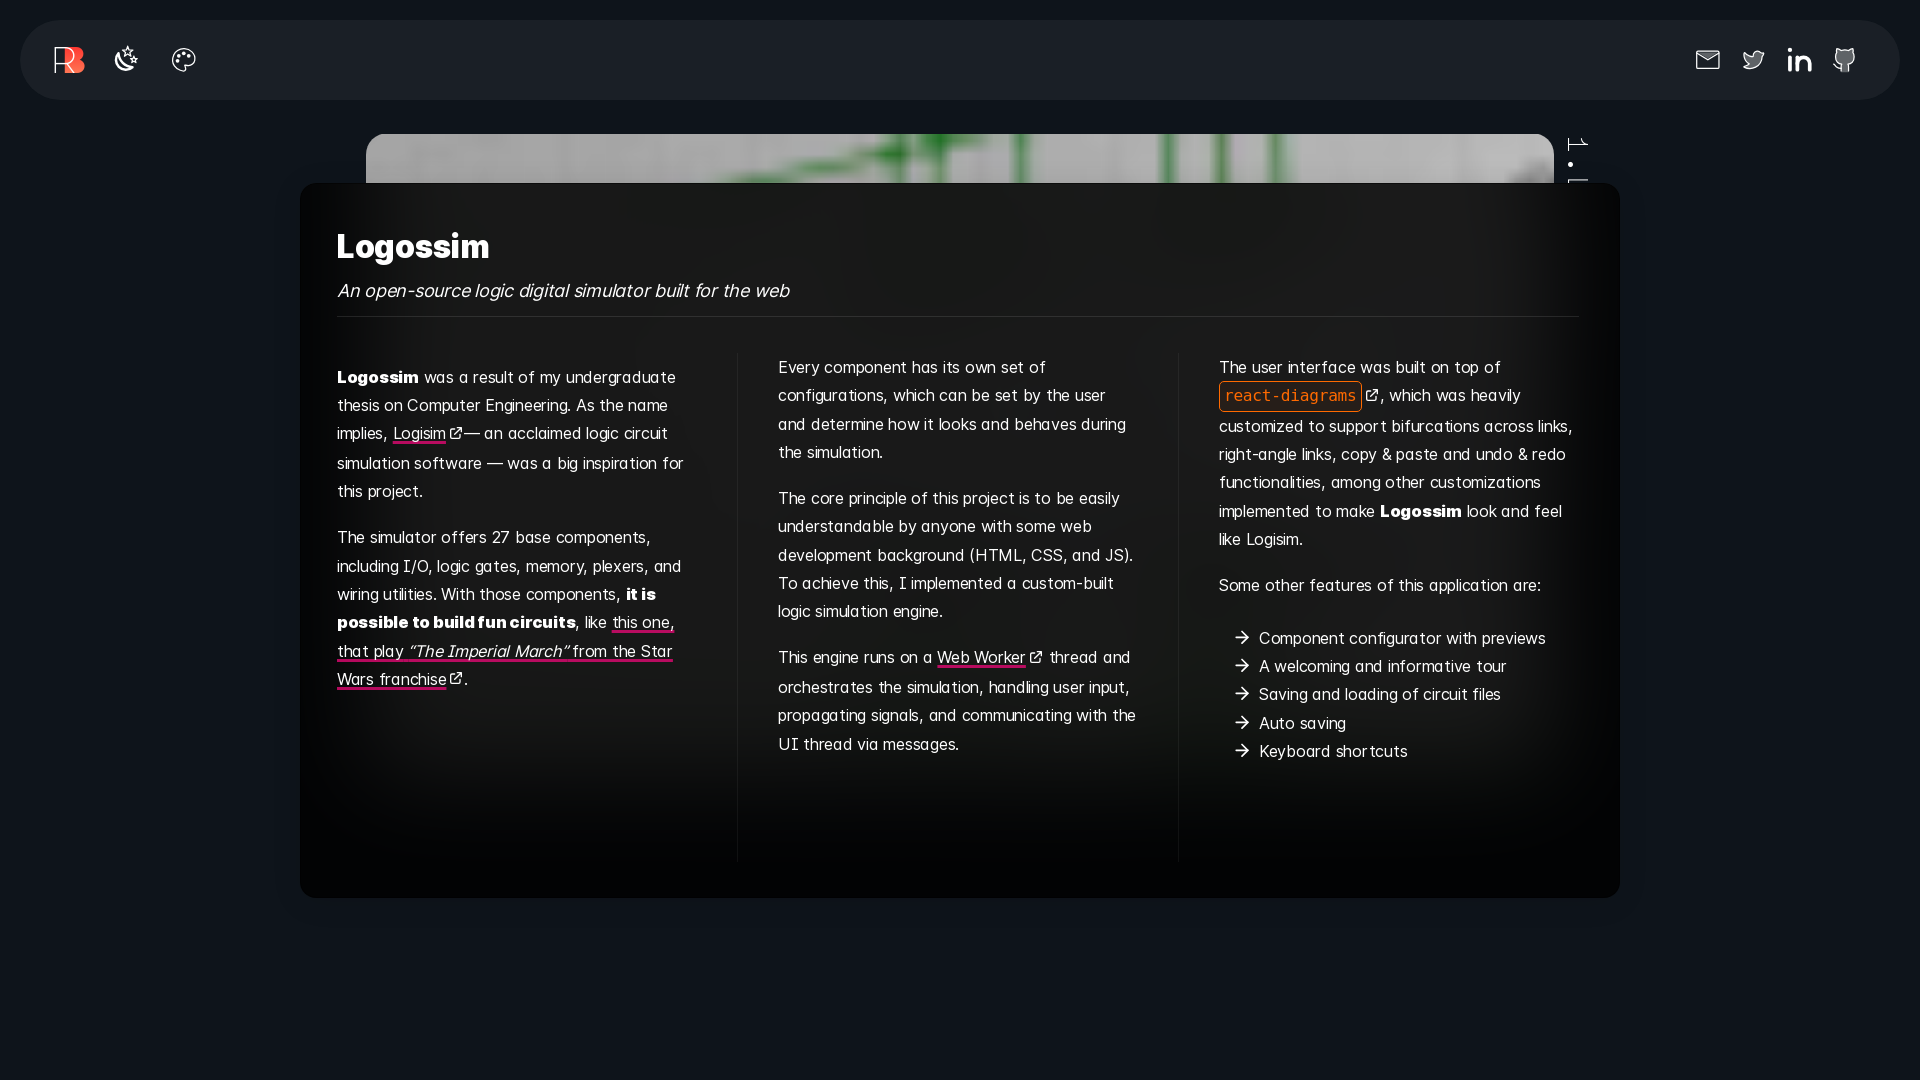 Logossim
An open-source logic digital simulator built for the web
Logossim was a result of my undergraduate
thesis on Computer Engineering. As the name
implies, Logisim — an acclaimed logic circuit
simulation software — was a big inspiration for
this project.
The simulator offers 27 base components,
including I/O, logic gates, memory, plexers, and
wiring utilities. With those components, it is
possible to build fun circuits, like this one,
that play “The Imperial March” from the Star
Wars franchise .
Every component has its own set of
configurations, which can be set by the user
and determine how it looks and behaves during
the simulation.
The core principle of this project is to be easily
understandable by anyone with some web
development background (HTML, CSS, and JS).
To achieve this, I implemented a custom-built
logic simulation engine.
This engine runs on a Web Worker thread and
orchestrates the simulation, handling user input,
propagating signals, and communicating with the
UI thread via messages.
The user interface was built on top of
react-diagrams , which was heavily
customized to support bifurcations across links,
right-angle links, copy & paste and undo & redo
functionalities, among other customizations
implemented to make Logossim look and feel
like Logisim.
Some other features of this application are:
→ Component configurator with previews
→ A welcoming and informative tour
→ Saving and loading of circuit files
→ Auto saving
→ Keyboard shortcuts